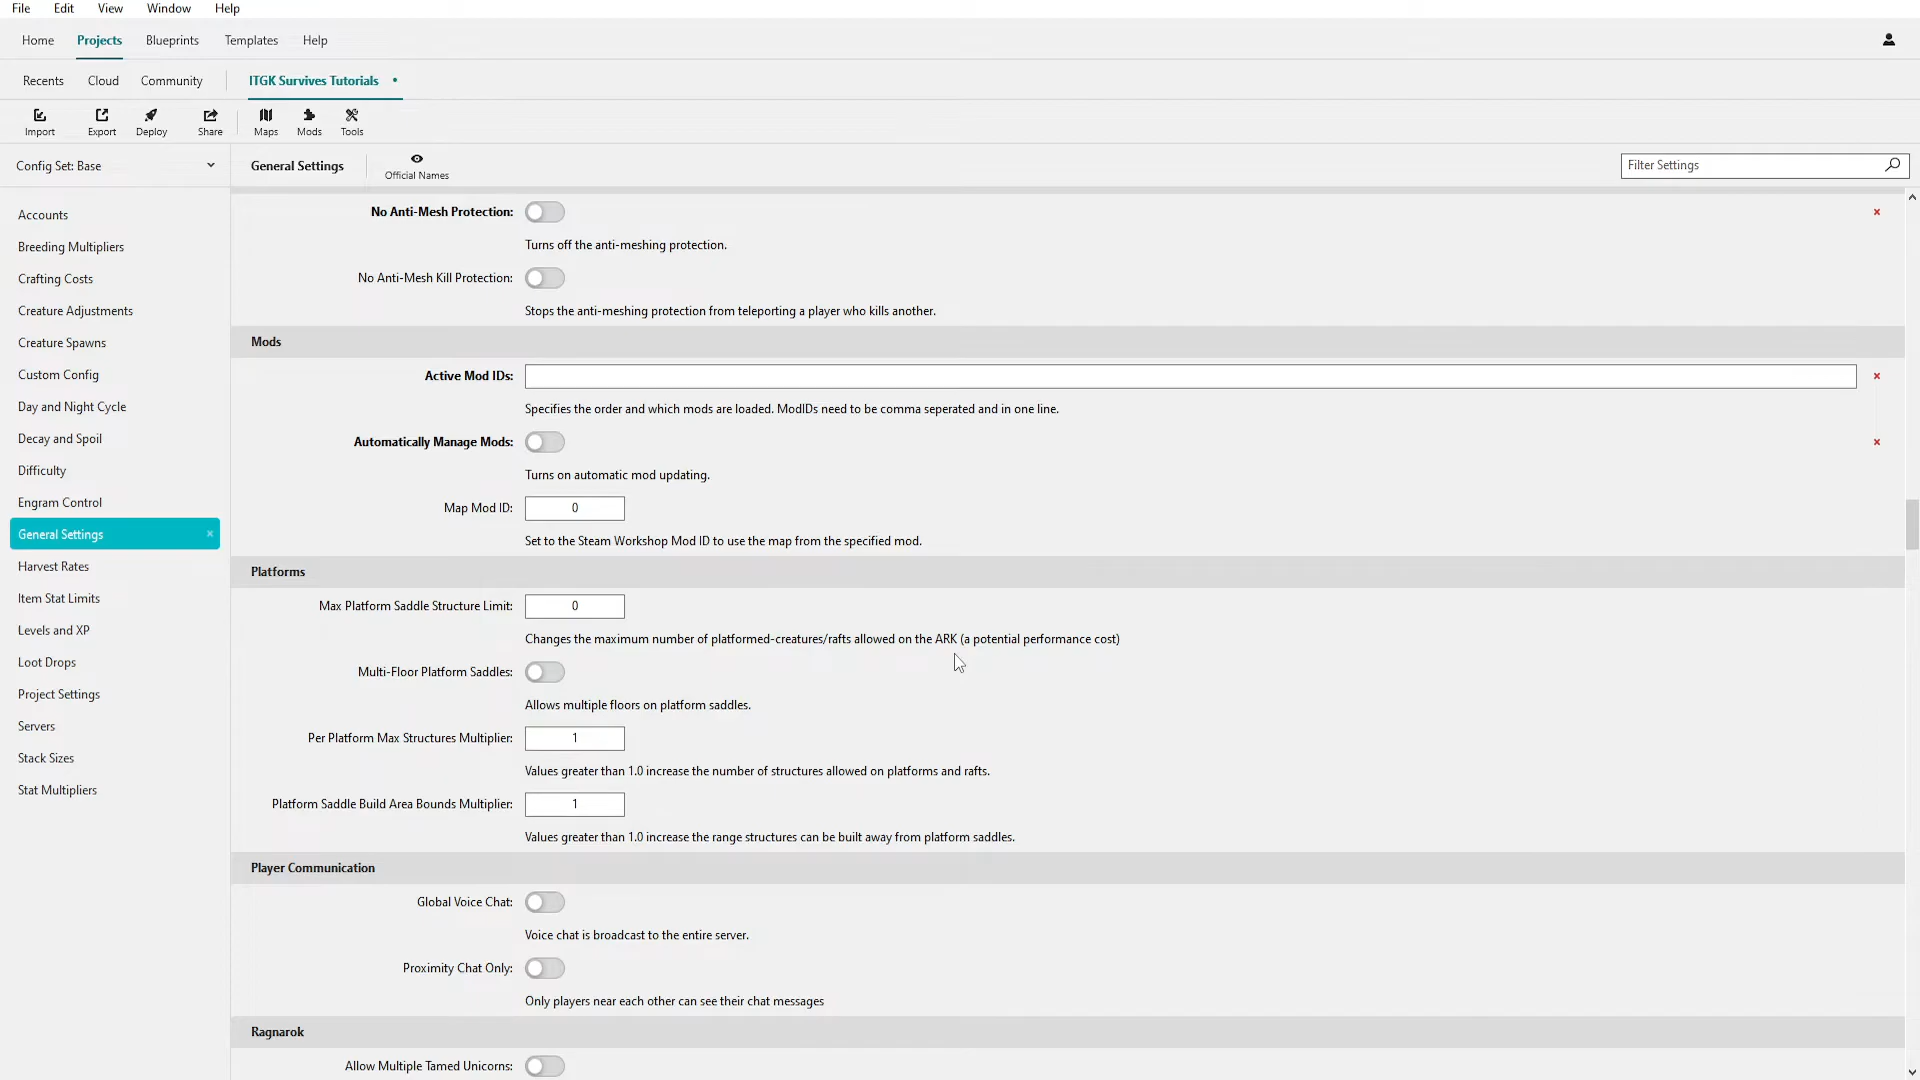 File Edit View Window Help
Home Projects Blueprints Templates Help
Recents Cloud Community ITGK Survives Tutorials •
Import Export Deploy Share Maps Mods Tools
Config Set: Base General Settings Official Names Filter Settings
Accounts
Breeding Multipliers
Crafting Costs
Creature Adjustments
Creature Spawns
Custom Config
Day and Night Cycle
Decay and Spoil
Difficulty
Engram Control
General Settings ×
Harvest Rates
Item Stat Limits
Levels and XP
Loot Drops
Project Settings
Servers
Stack Sizes
Stat Multipliers
No Anti-Mesh Protection:
Turns off the anti-meshing protection.
No Anti-Mesh Kill Protection:
Stops the anti-meshing protection from teleporting a player who kills another.
Mods
Active Mod IDs:
Specifies the order and which mods are loaded. ModIDs need to be comma seperated and in one line.
Automatically Manage Mods:
Turns on automatic mod updating.
Map Mod ID: 0
Set to the Steam Workshop Mod ID to use the map from the specified mod.
Platforms
Max Platform Saddle Structure Limit: 0
Changes the maximum number of platformed-creatures/rafts allowed on the ARK (a potential performance cost)
Multi-Floor Platform Saddles:
Allows multiple floors on platform saddles.
Per Platform Max Structures Multiplier: 1
Values greater than 1.0 increase the number of structures allowed on platforms and rafts.
Platform Saddle Build Area Bounds Multiplier: 1
Values greater than 1.0 increase the range structures can be built away from platform saddles.
Player Communication
Global Voice Chat:
Voice chat is broadcast to the entire server.
Proximity Chat Only:
Only players near each other can see their chat messages
Ragnarok
Allow Multiple Tamed Unicorns: